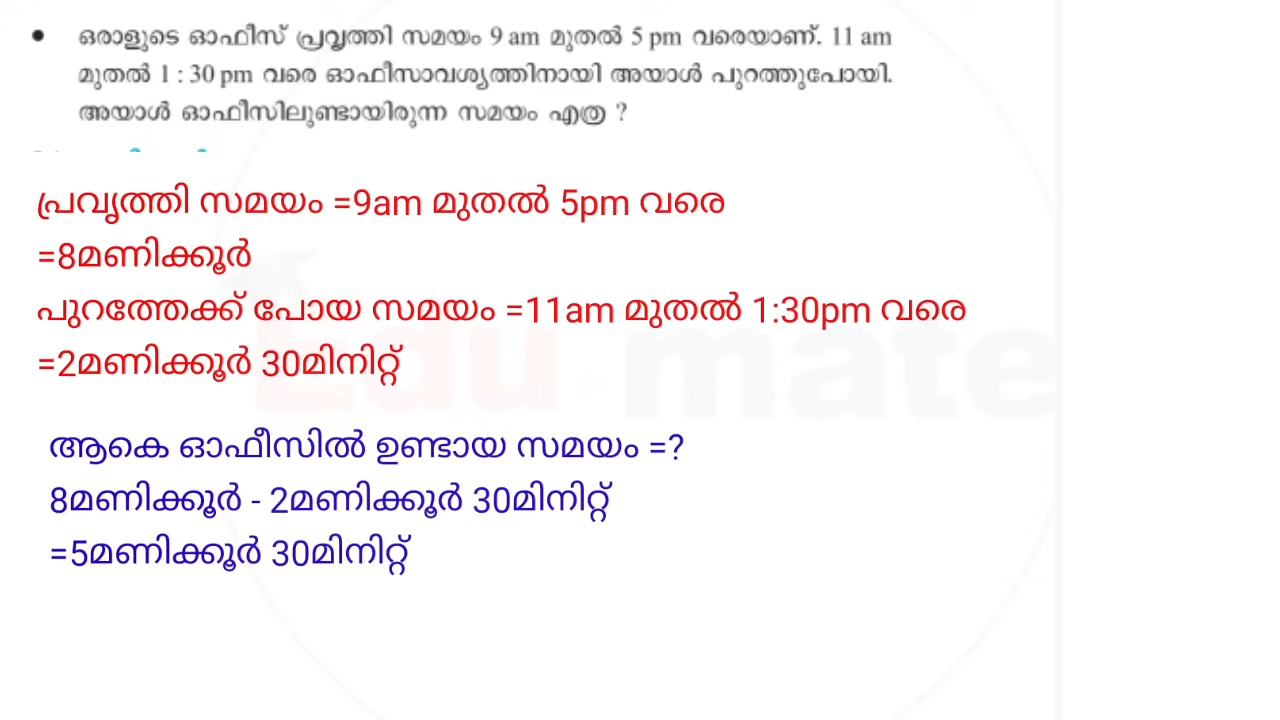 • ഒരാളുടെ ഓഫീസ് പ്രവൃത്തി സമയം 9 am മുതൽ 5 pm വരെയാണ്. 11 am
മുതൽ 1 : 30 pm വരെ ഓഫീസാവശ്യത്തിനായി അയാൾ പുറത്തുപോയി.
അയാൾ ഓഫീസിലുണ്ടായിരുന്ന സമയം എത്ര ?
പ്രവൃത്തി സമയം =9am മുതൽ 5pm വരെ
=8മണിക്കൂർ
പുറത്തേക്ക് പോയ സമയം =11am മുതൽ 1:30pm വരെ
=2മണിക്കൂർ 30മിനിറ്റ്
Edu mate
ആകെ ഓഫീസിൽ ഉണ്ടായ സമയം =?
8മണിക്കൂർ - 2മണിക്കൂർ 30മിനിറ്റ്
=5മണിക്കൂർ 30മിനിറ്റ്